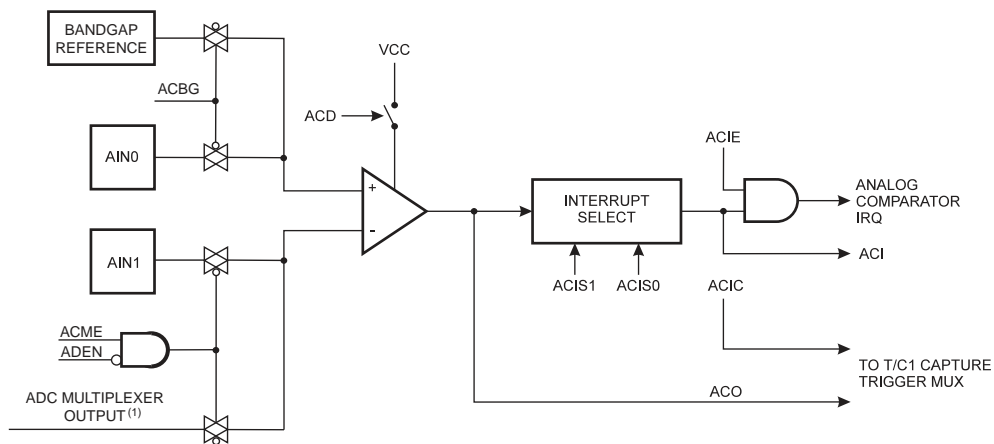 BANDGAP
REFERENCE
VCC
ACBG
ACD
AIN0
ACIE
+
-
INTERRUPT
SELECT
ANALOG
COMPARATOR
IRQ
AIN1
ACI
ACIS1
ACIS0
ACIC
ACME
ADEN
TO T/C1 CAPTURE
TRIGGER MUX
ADC MULTIPLEXER
OUTPUT (1)
ACO